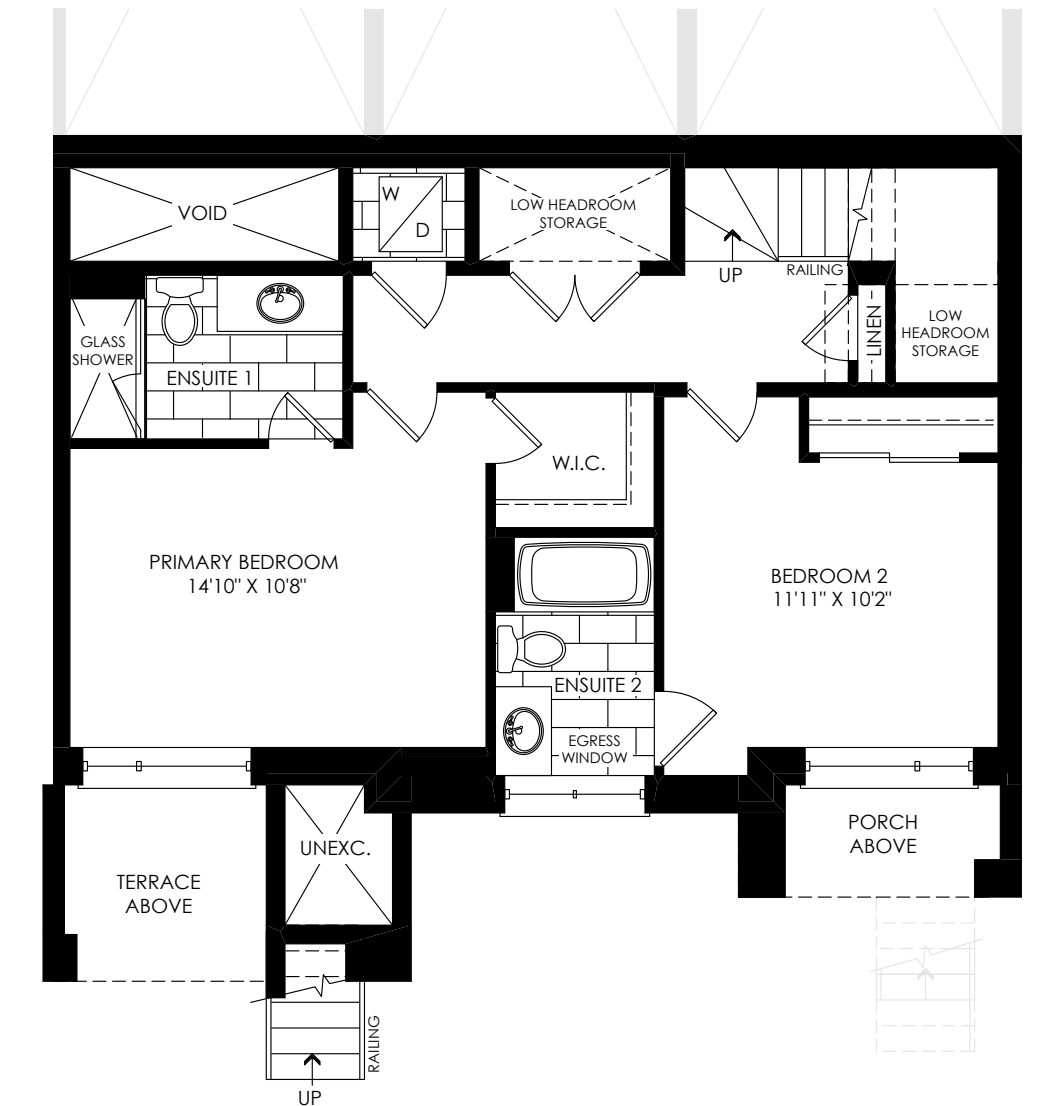 VOID
W
D
LOW HEADROOM
STORAGE
UP
RAILING
GLASS
SHOWER
ENSUITE 1
LINEN
LOW
HEADROOM
STORAGE
W.I.C.
PRIMARY BEDROOM
14'10" X 10'8"
BEDROOM 2
11'11" X 10'2"
ENSUITE 2
EGRESS
WINDOW
UNEXC.
PORCH
ABOVE
TERRACE
ABOVE
RAILING
UP